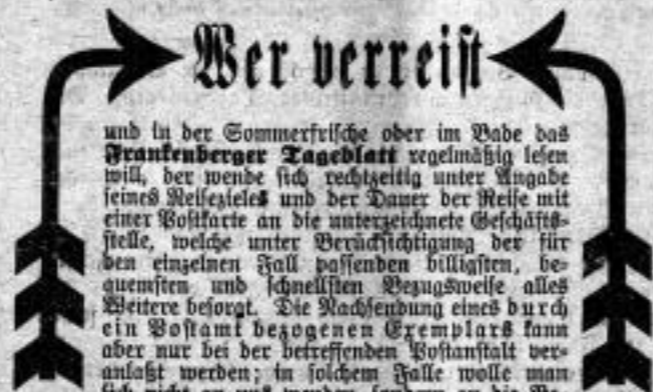 Wer verreist
und in der Sommerfrische oder im Bade das
Frankenberger Tageblatt regelmäßig lesen
will, der wende sich rechtzeitig unter Angabe
seines Reisezieles und der Dauer der Reise mit
einer Postkarte an die unterzeichnete Geschäfts-
stelle, welche unter Berücksichtigung der für
den einzelnen Fall passenden billigsten, be-
quemsten und schnellsten Bezugsweise alles
Weitere besorgt. Die Nachsendung eines durch
ein Postamt bezogenen Exemplars kann
aber nur bei der betreffenden Postanstalt ver-
anlaßt werden; in solchem Falle wolle man